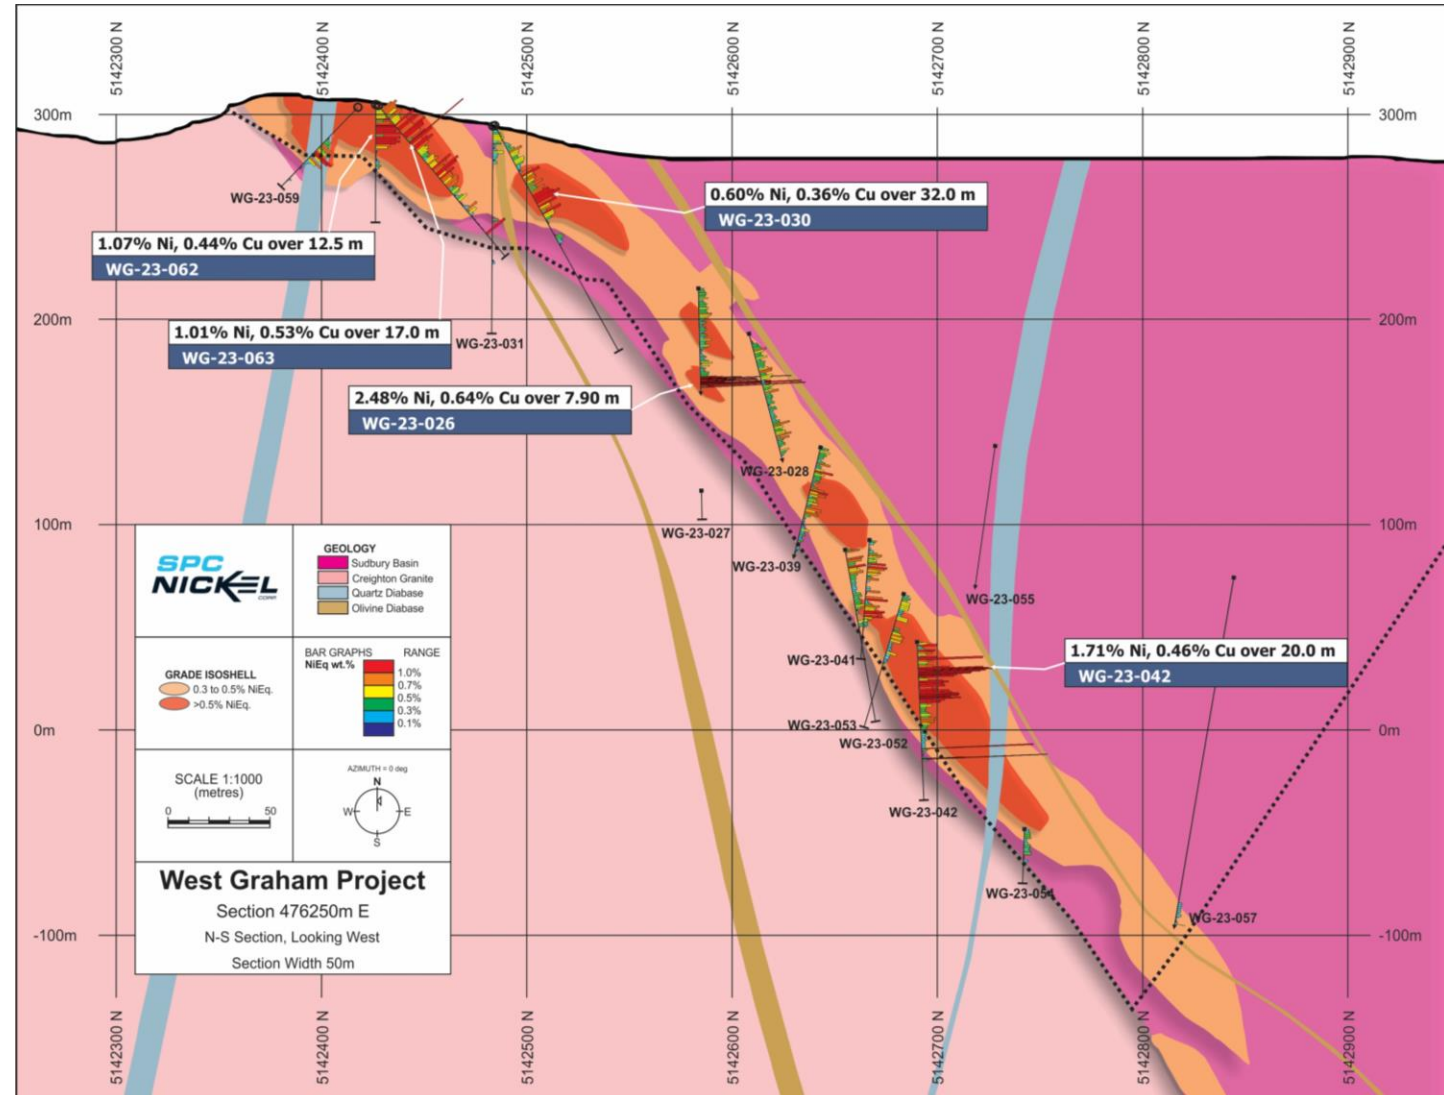 5142300 N
5142400 N
5142500 N
5142600 N
5142700 N
5142800 N
5142900 N
300m
300m
WG-23-059
0.60% Ni, 0.36% Cu over 32.0 m
WG-23-030
1.07% Ni, 0.44% Cu over 12.5 m
WG-23-062
200m
200m
1.01% Ni, 0.53% Cu over 17.0 m
WG-23-063
WG-23-031
2.48% Ni, 0.64% Cu over 7.90 m
WG-23-026
WG-23-028
100m
100m
WG-23-027
WG-23-039
WG-23-055
1.71% Ni, 0.46% Cu over 20.0 m
WG-23-042
WG-23-041
WG-23-053
0m
0m
WG-23-052
WG-23-042
WG-23-054
WG-23-057
-100m
-100m
SPC
NICKEL
CORP.
GEOLOGY
Sudbury Basin
Creighton Granite
Quartz Diabase
Olivine Diabase
GRADE ISOSHELL
0.3 to 0.5% NiEq.
>0.5% NiEq.
BAR GRAPHS RANGE
NiEq wt.%
1.0%
0.7%
0.5%
0.3%
0.1%
SCALE 1:1000
(metres)
0 50
AZIMUTH = 0 deg
N
W E
S
West Graham Project
Section 476250m E
N-S Section, Looking West
Section Width 50m
5142300 N
5142400 N
5142500 N
5142600 N
5142700 N
5142800 N
5142900 N